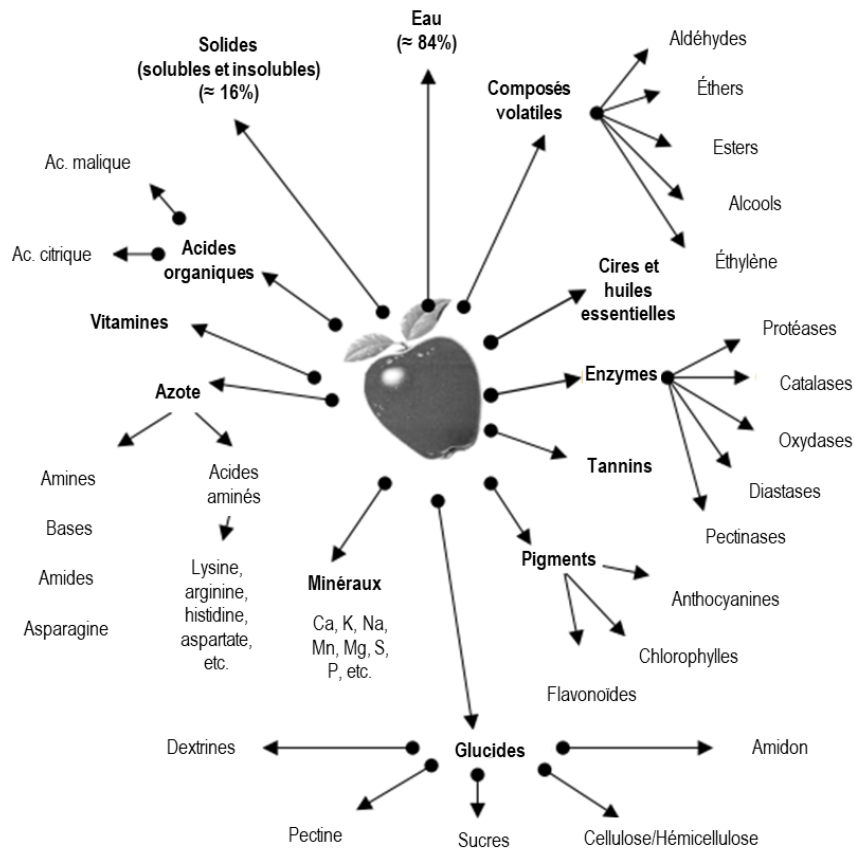 Eau
(≈ 84%)
Solides
(solubles et insolubles)
(≈ 16%)
Composés
volatiles
Aldéhydes
Éthers
Esters
Alcools
Éthylène
Ac. malique
Ac. citrique
Acides
organiques
Cires et
huiles
essentielles
Vitamines
Azote
Amines
Bases
Amides
Asparagine
Acides
aminés
Lysine,
arginine,
histidine,
aspartate,
etc.
Enzymes
Protéases
Catalases
Oxydases
Diastases
Pectinases
Tannins
Minéraux
Ca, K, Na,
Mn, Mg, S,
P, etc.
Pigments
Anthocyanines
Chlorophylles
Flavonoïdes
Glucides
Dextrines
Pectine
Sucres
Cellulose/Hémicellulose
Amidon